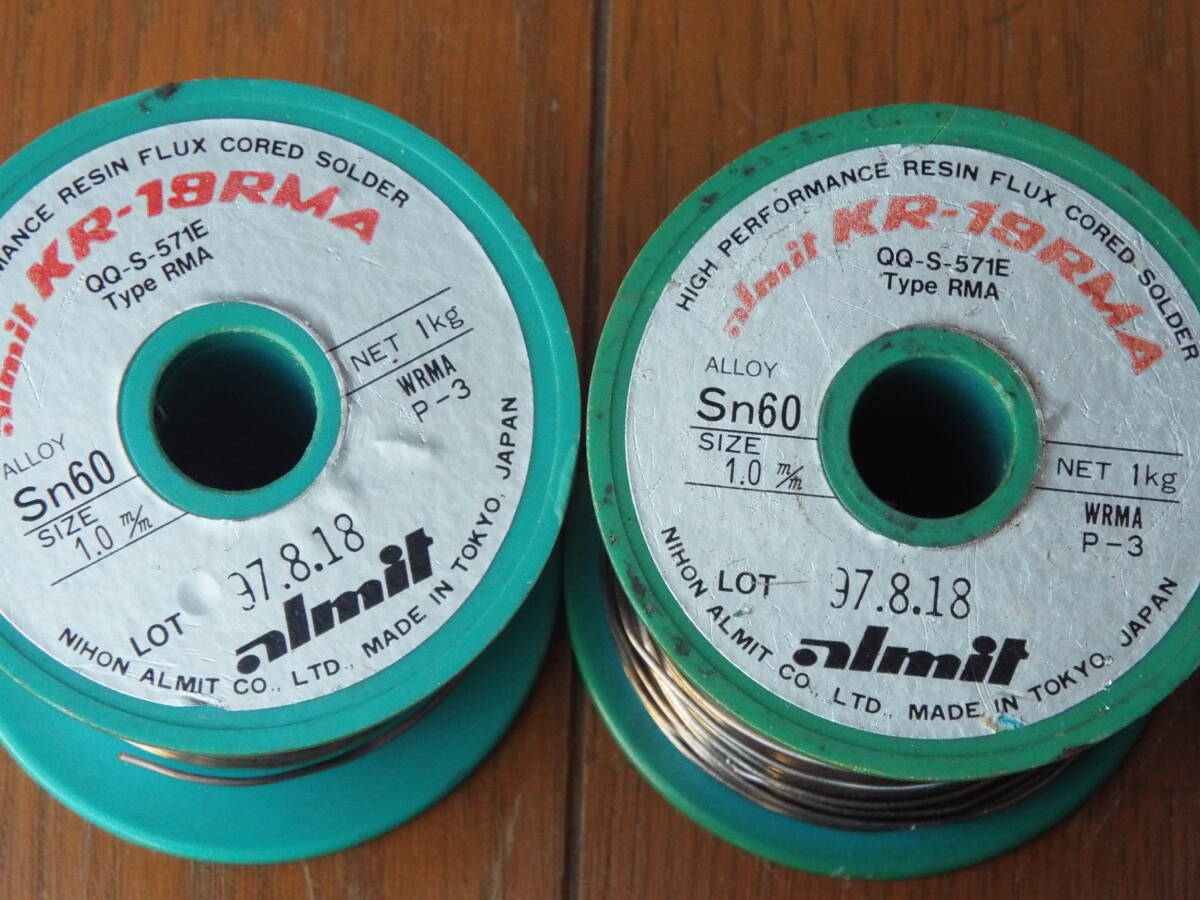 MANCE RESIN FLUX CORED SOLDER
almit KR-19RMA
QQ-S-571E
Type RMA
NET 1kg
WRMA
P-3
ALLOY
Sn60
SIZE
1.0 m/m
LOT 97.8.18
almit
NIHON ALMIT CO., LTD., MADE IN TOKYO, JAPAN
HIGH PERFORMANCE RESIN FLUX CORED SOLDER
almit KR-19RMA
QQ-S-571E
Type RMA
ALLOY
Sn60
SIZE
1.0 m/m
NET 1kg
WRMA
P-3
LOT 97.8.18
almit
NIHON ALMIT CO., LTD., MADE IN TOKYO, JAPAN